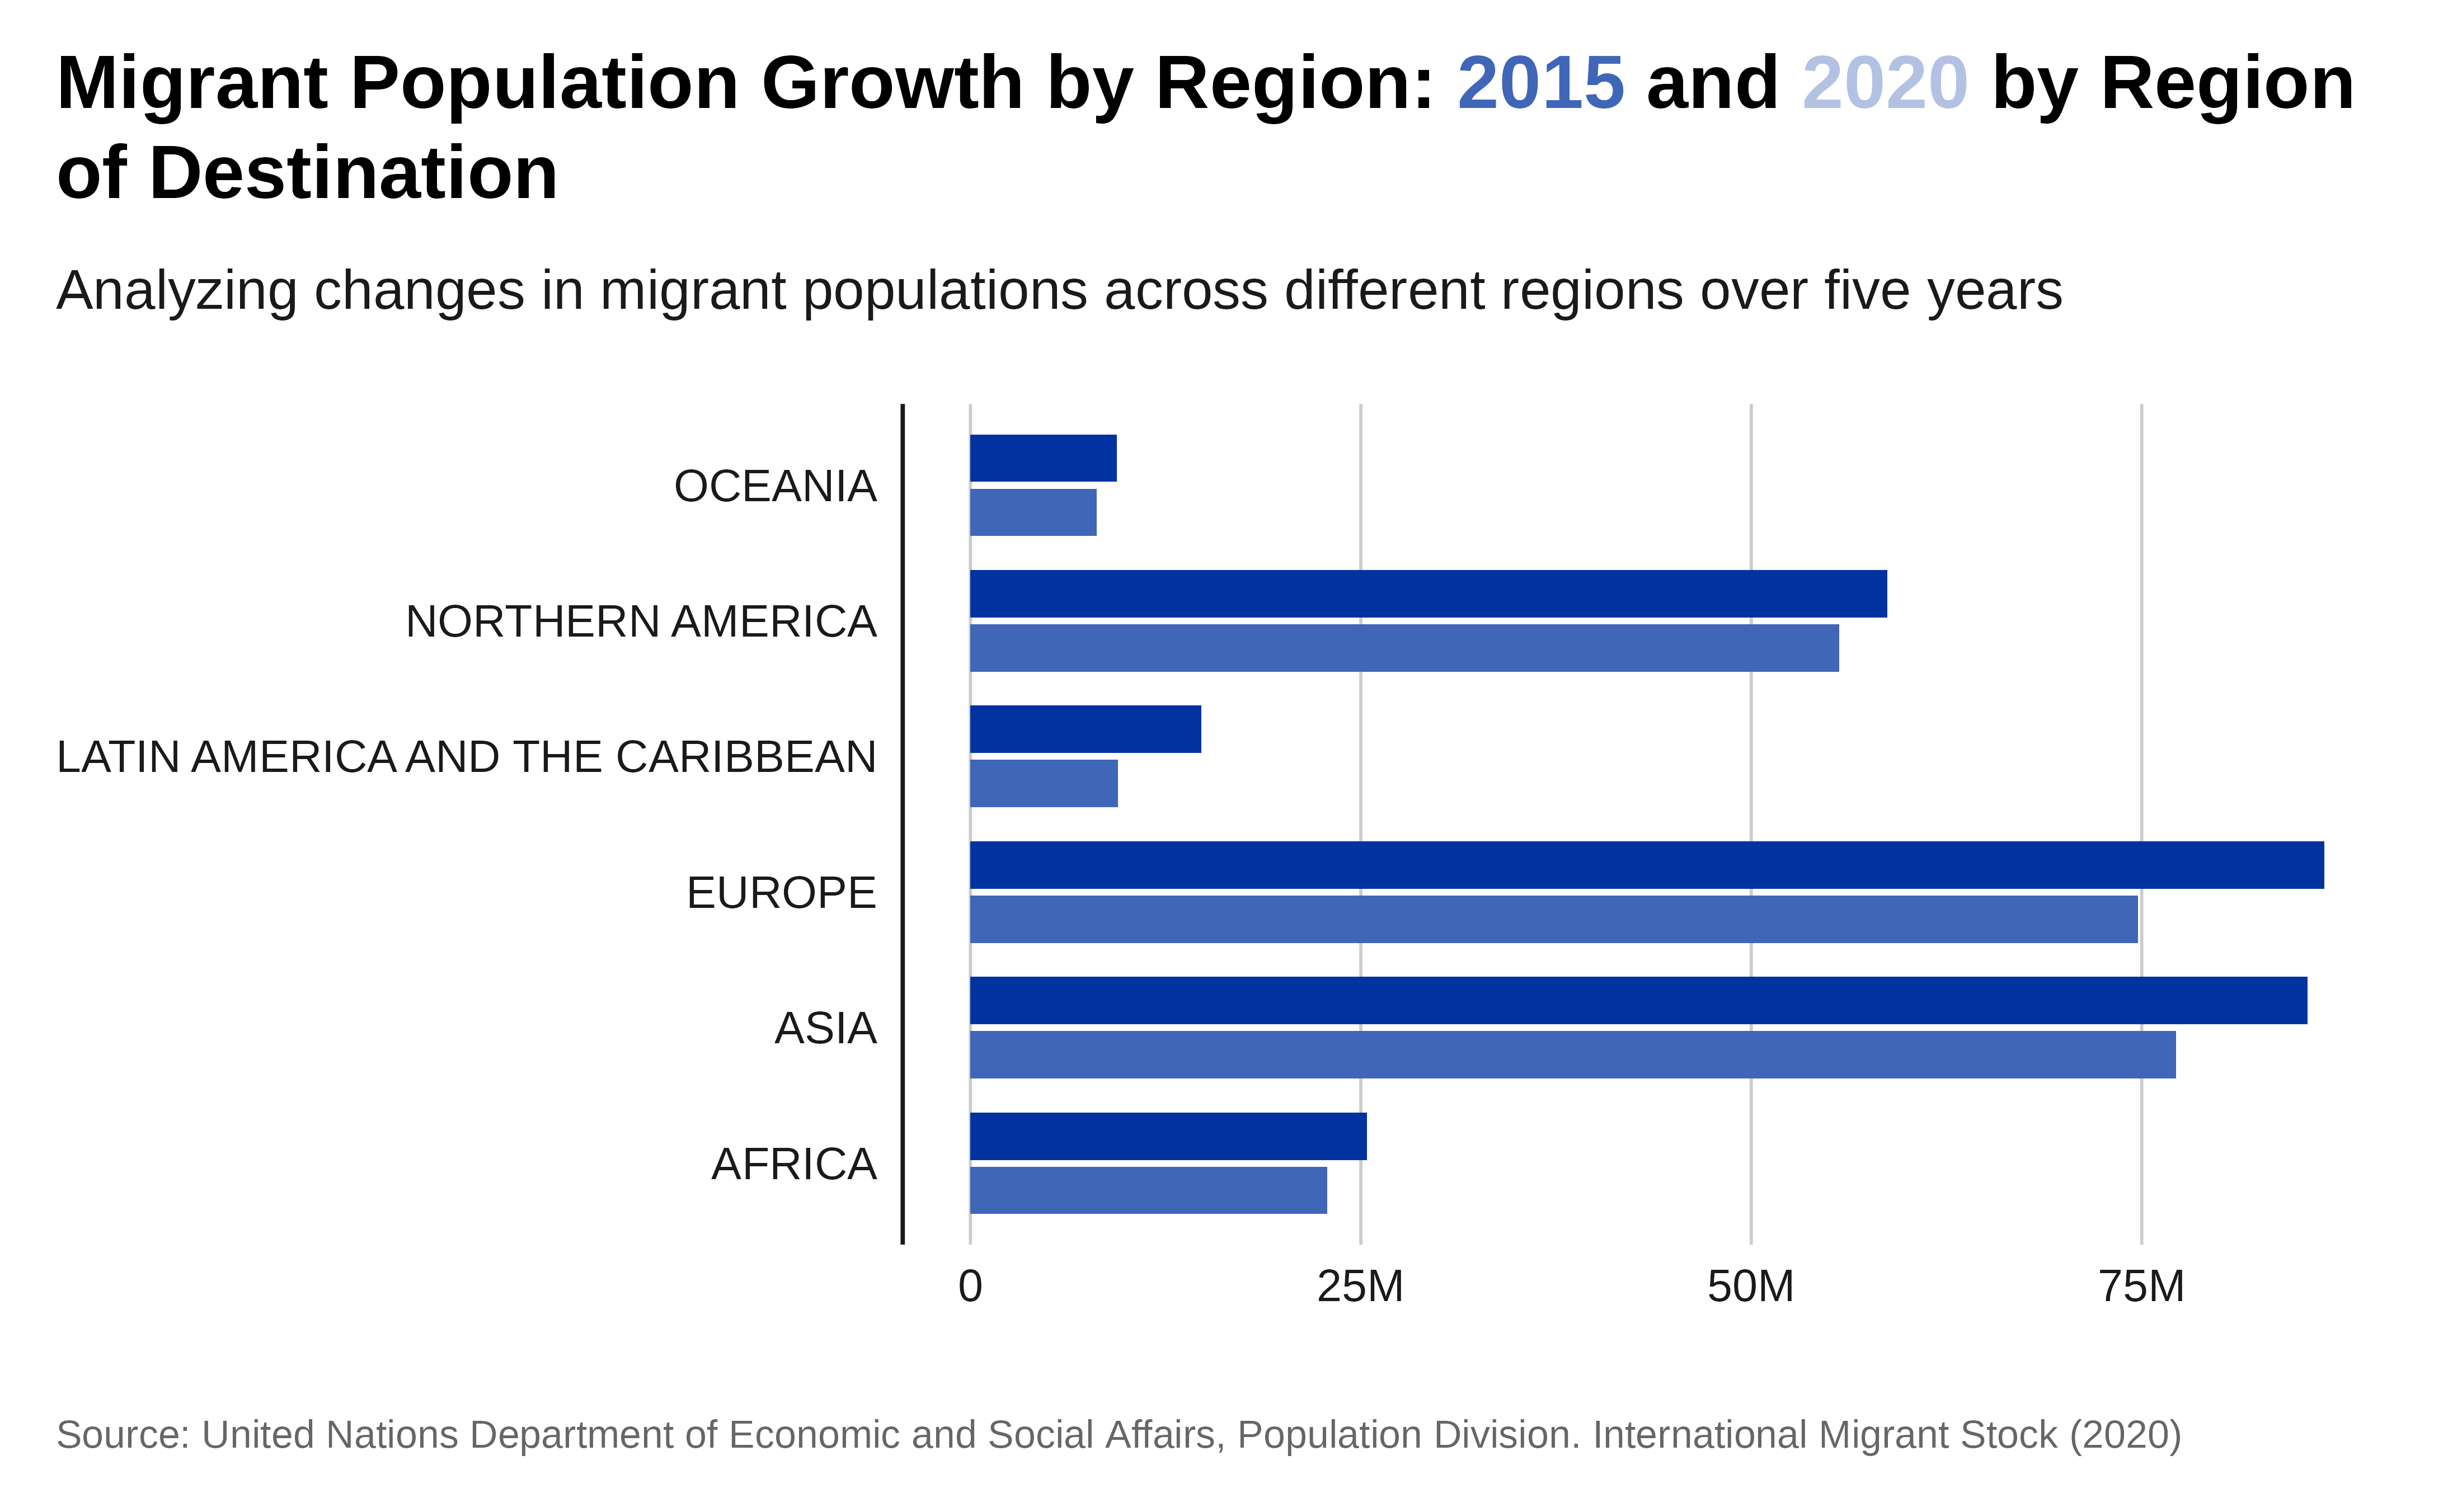 Migrant Population Growth by Region: 2015 and 2020 by Region
of Destination
Analyzing changes in migrant populations across different regions over five years
OCEANIA
NORTHERN AMERICA
LATIN AMERICA AND THE CARIBBEAN
EUROPE
ASIA
AFRICA
0 25M 50M 75M
Source: United Nations Department of Economic and Social Affairs, Population Division. International Migrant Stock (2020)